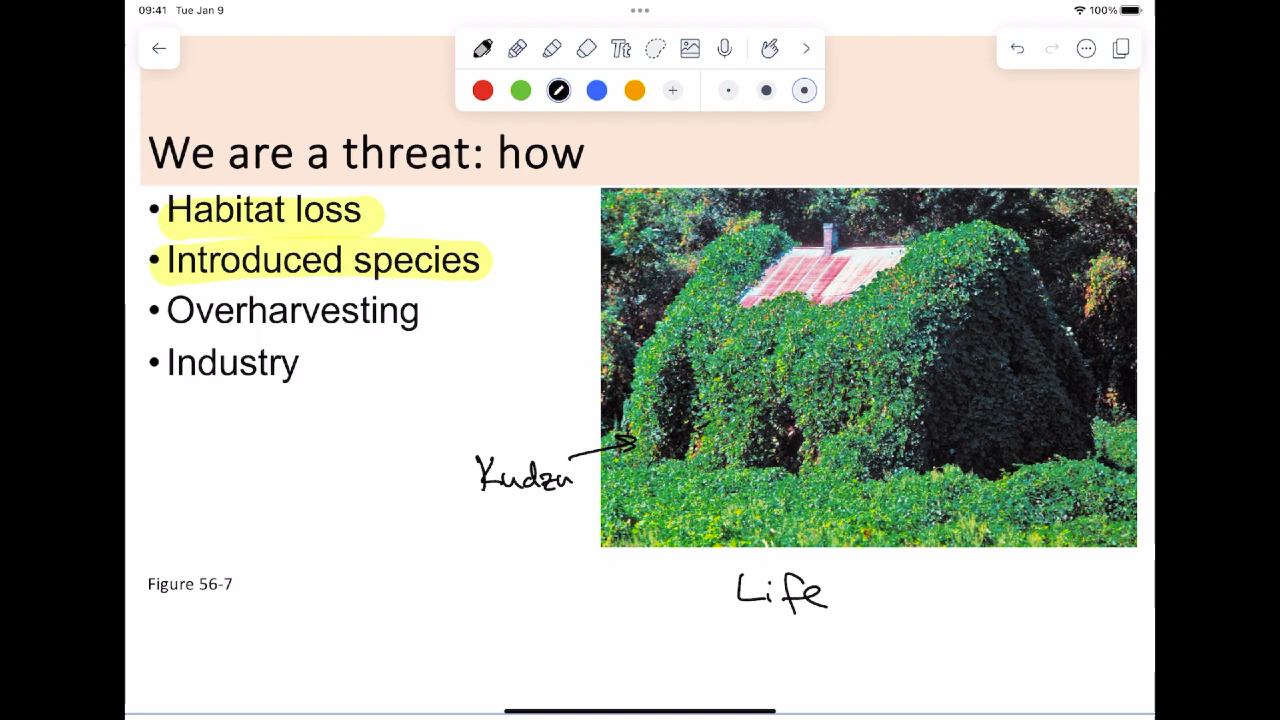 09:41 Tue Jan 9
100%
Tt
We are a threat: how
• Habitat loss
• Introduced species
• Overharvesting
• Industry
Kudzu
Figure 56-7
Life